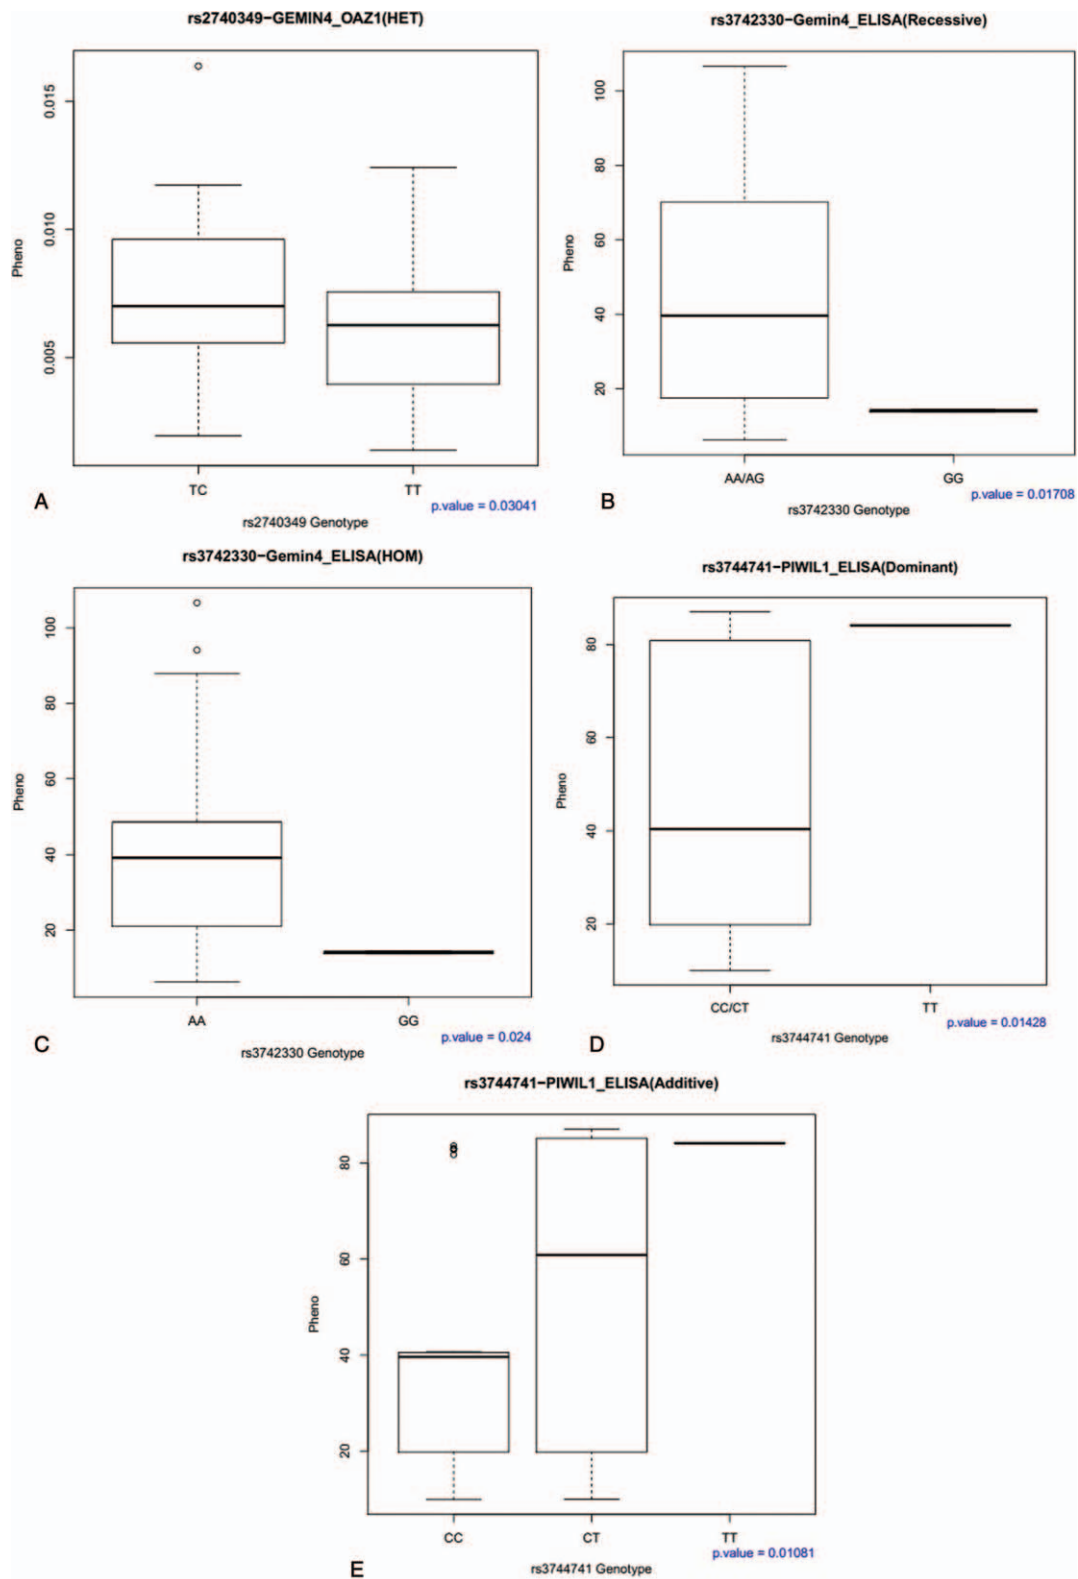 rs2740349-GEMIN4_OAZ1(HET)
Pheno
0.015
0.010
0.005
TC
TT
p.value = 0.03041
A
rs2740349 Genotype
rs3742330-Gemin4_ELISA(Recessive)
Pheno
100
80
60
40
20
AA/AG
GG
p.value = 0.01708
B
rs3742330 Genotype
rs3742330-Gemin4_ELISA(HOM)
Pheno
100
80
60
40
20
AA
GG
p.value = 0.024
C
rs3742330 Genotype
rs3744741-PIWIL1_ELISA(Dominant)
Pheno
80
60
40
20
CC/CT
TT
p.value = 0.01428
D
rs3744741 Genotype
rs3744741-PIWIL1_ELISA(Additive)
Pheno
80
60
40
20
CC
CT
TT
p.value = 0.01081
E
rs3744741 Genotype